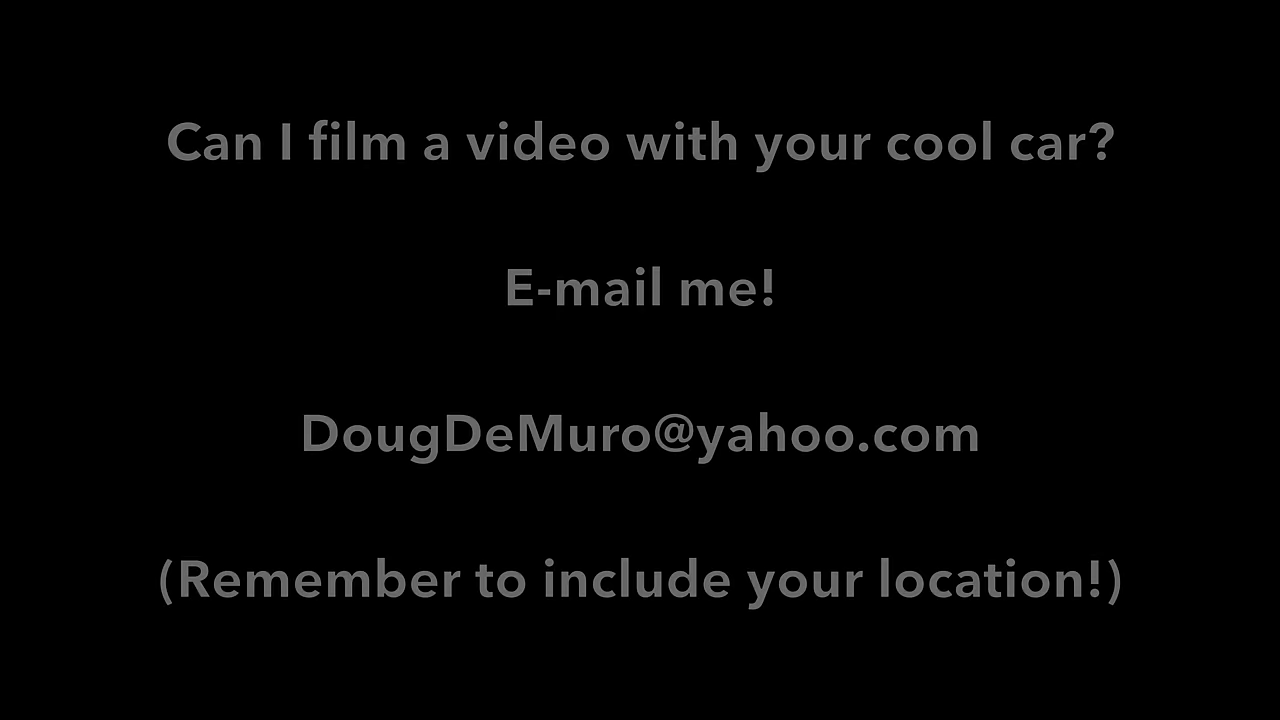 Can I film a video with your cool car?
E-mail me!
DougDeMuro@yahoo.com
(Remember to include your location!)